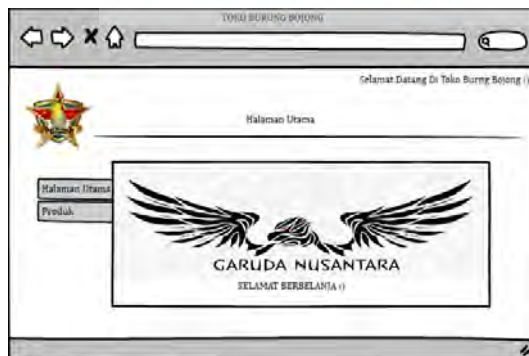 TOKO BURUNG BOJONG
Selamat Datang Di Toko Burng Bojong :)
Halaman Utama
Halaman Utama
Produk
GARUDA NUSANTARA
SELAMAT BERBELANJA :)